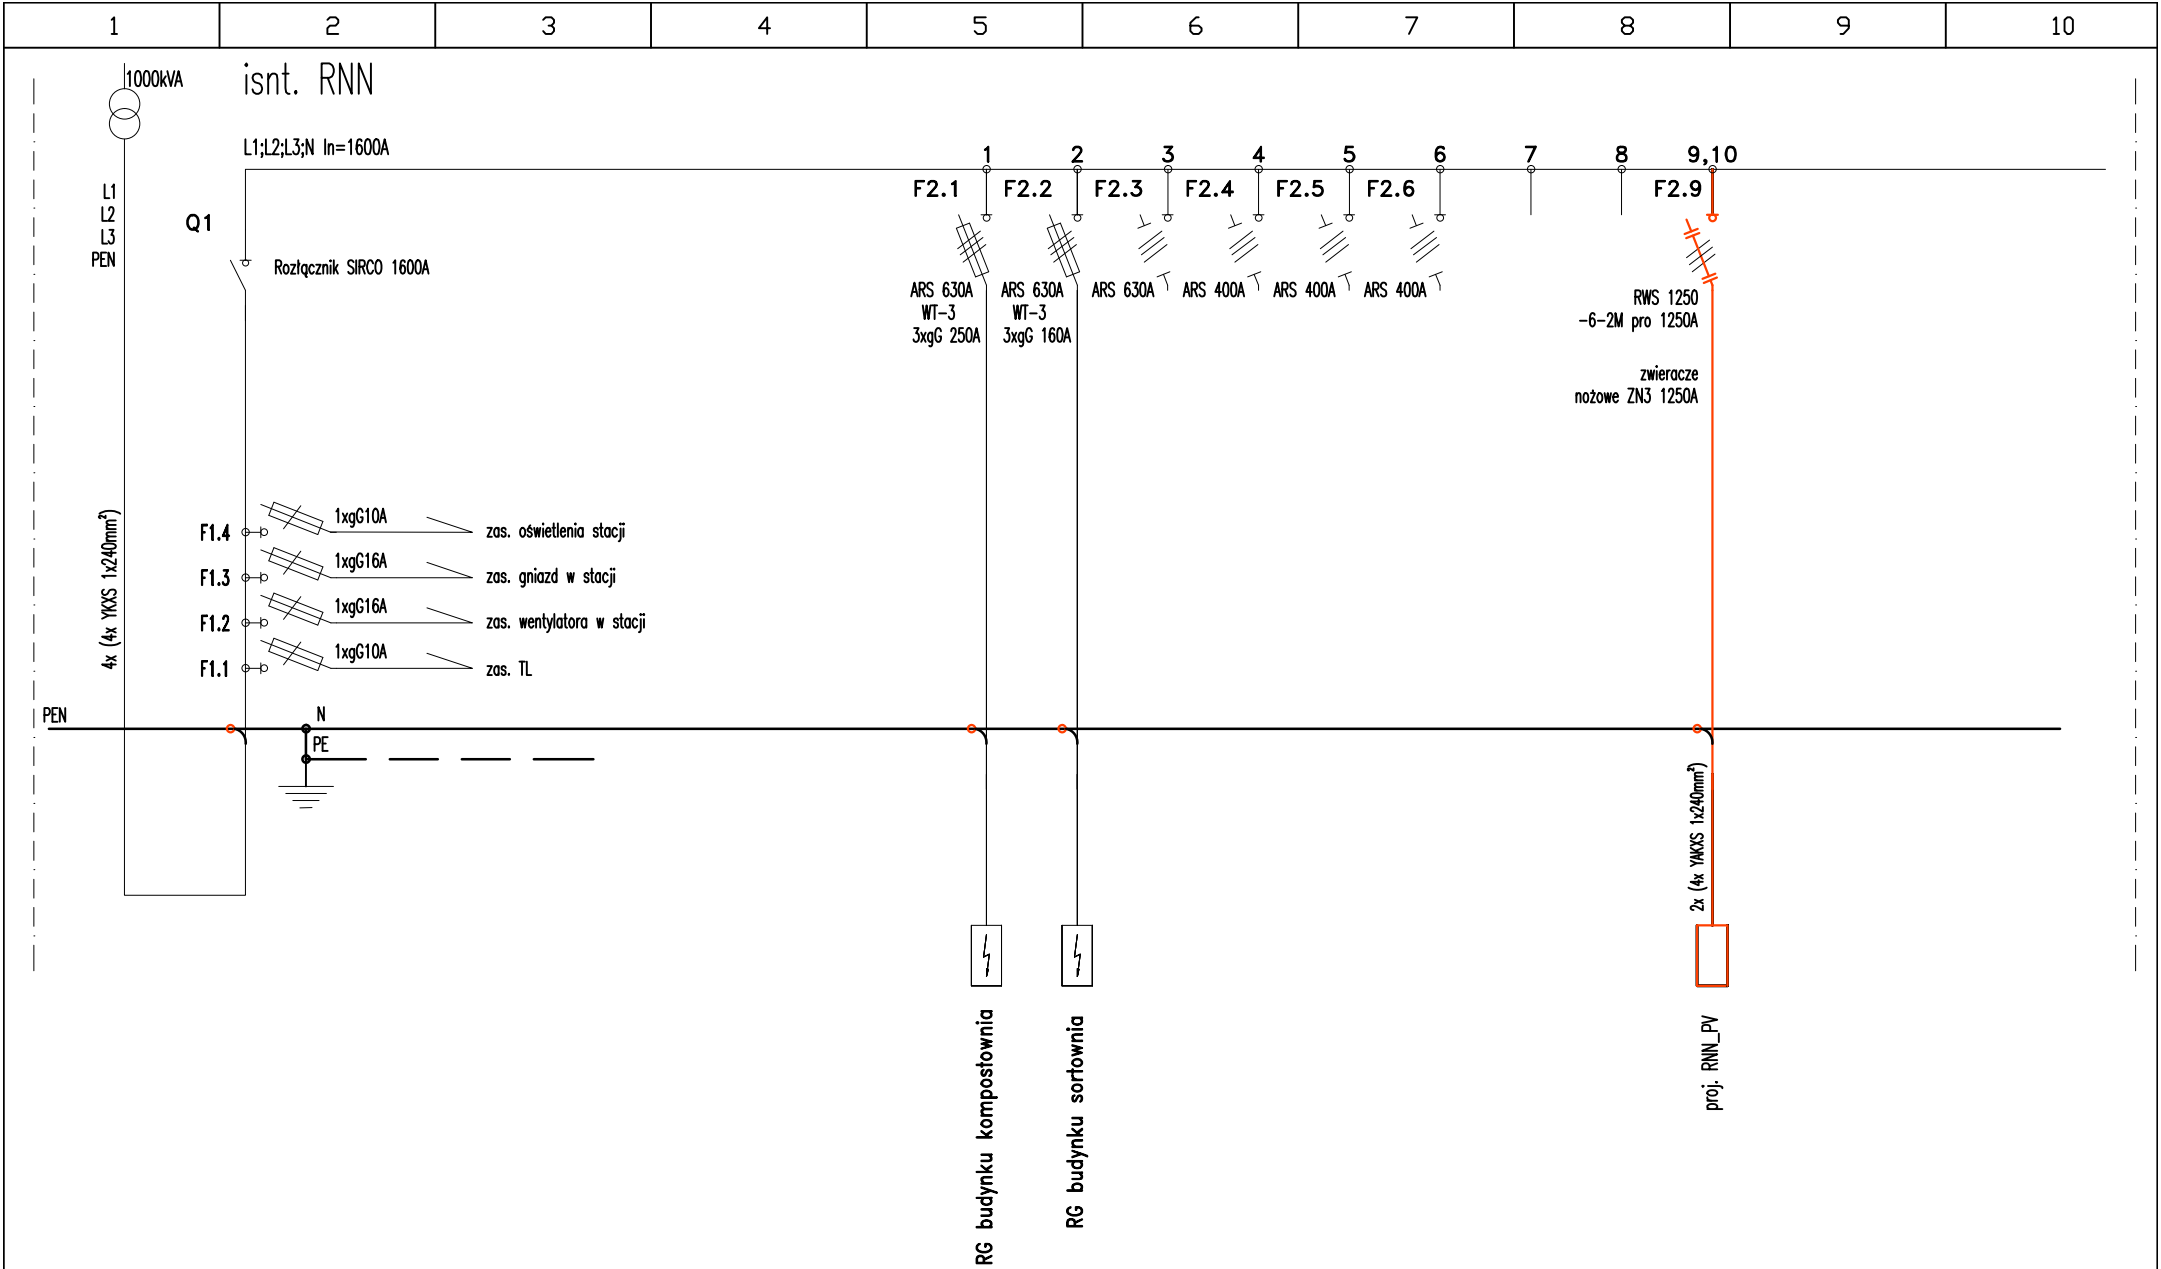 1 2 3 4 5 6 7 8 9 10
1000kVA
isnt. RNN
L1;L2;L3;N In=1600A
L1
L2
L3
PEN
Q1
Rozłącznik SIRCO 1600A
1 2 3 4 5 6 7 8 9,10
F2.1 F2.2 F2.3 F2.4 F2.5 F2.6 F2.9
ARS 630A
WT-3
3xgG 250A
ARS 630A
WT-3
3xgG 160A
ARS 630A
ARS 400A
ARS 400A
ARS 400A
RWS 1250
-6-2M pro 1250A
zwieracze
nożowe ZN3 1250A
4x (4x YKXS 1x240mm²)
F1.4 1xgG10A zas. oświetlenia stacji
F1.3 1xgG16A zas. gniazd w stacji
F1.2 1xgG16A zas. wentylatora w stacji
F1.1 1xgG10A zas. TL
PEN
N
PE
2x (4x YAKXS 1x240mm²)
RG budynku kompostownia
RG budynku sortownia
proj. RNN_PV